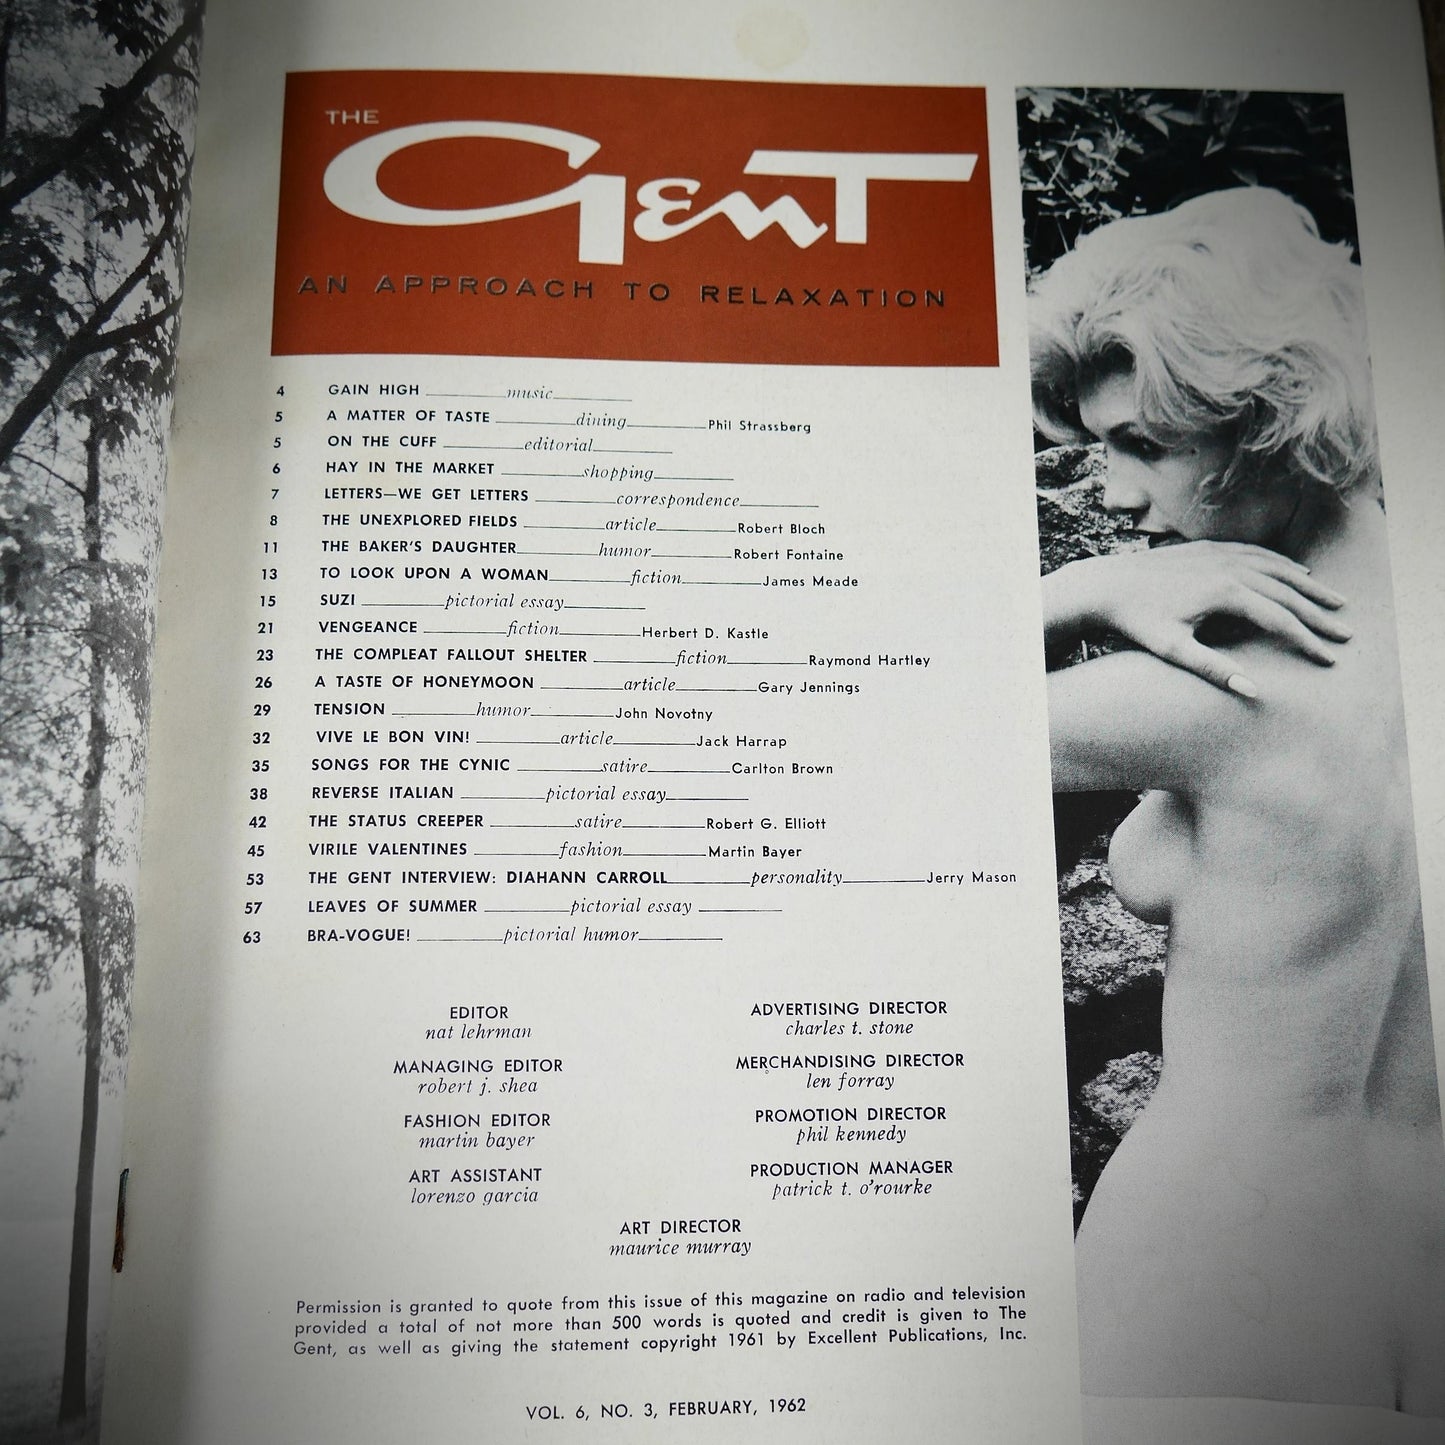 THE
Gent
AN APPROACH TO RELAXATION
4 GAIN HIGH music
5 A MATTER OF TASTE dining Phil Strassberg
5 ON THE CUFF editorial
6 HAY IN THE MARKET shopping
7 LETTERS—WE GET LETTERS correspondence
8 THE UNEXPLORED FIELDS article Robert Bloch
11 THE BAKER'S DAUGHTER humor Robert Fontaine
13 TO LOOK UPON A WOMAN fiction James Meade
15 SUZI pictorial essay
21 VENGEANCE fiction Herbert D. Kastle
23 THE COMPLEAT FALLOUT SHELTER fiction Raymond Hartley
26 A TASTE OF HONEYMOON article Gary Jennings
29 TENSION humor John Novotny
32 VIVE LE BON VIN! article Jack Harrap
35 SONGS FOR THE CYNIC satire Carlton Brown
38 REVERSE ITALIAN pictorial essay
42 THE STATUS CREEPER satire Robert G. Elliott
45 VIRILE VALENTINES fashion Martin Bayer
53 THE GENT INTERVIEW: DIAHANN CARROLL personality Jerry Mason
57 LEAVES OF SUMMER pictorial essay
63 BRA-VOGUE! pictorial humor
EDITOR
nat lehrman
MANAGING EDITOR
robert j. shea
FASHION EDITOR
martin bayer
ART ASSISTANT
lorenzo garcia
ADVERTISING DIRECTOR
charles t. stone
MERCHANDISING DIRECTOR
len forray
PROMOTION DIRECTOR
phil kennedy
PRODUCTION MANAGER
patrick t. o'rourke
ART DIRECTOR
maurice murray
Permission is granted to quote from this issue of this magazine on radio and television
provided a total of not more than 500 words is quoted and credit is given to The
Gent, as well as giving the statement copyright 1961 by Excellent Publications, Inc.
VOL. 6, NO. 3, FEBRUARY, 1962